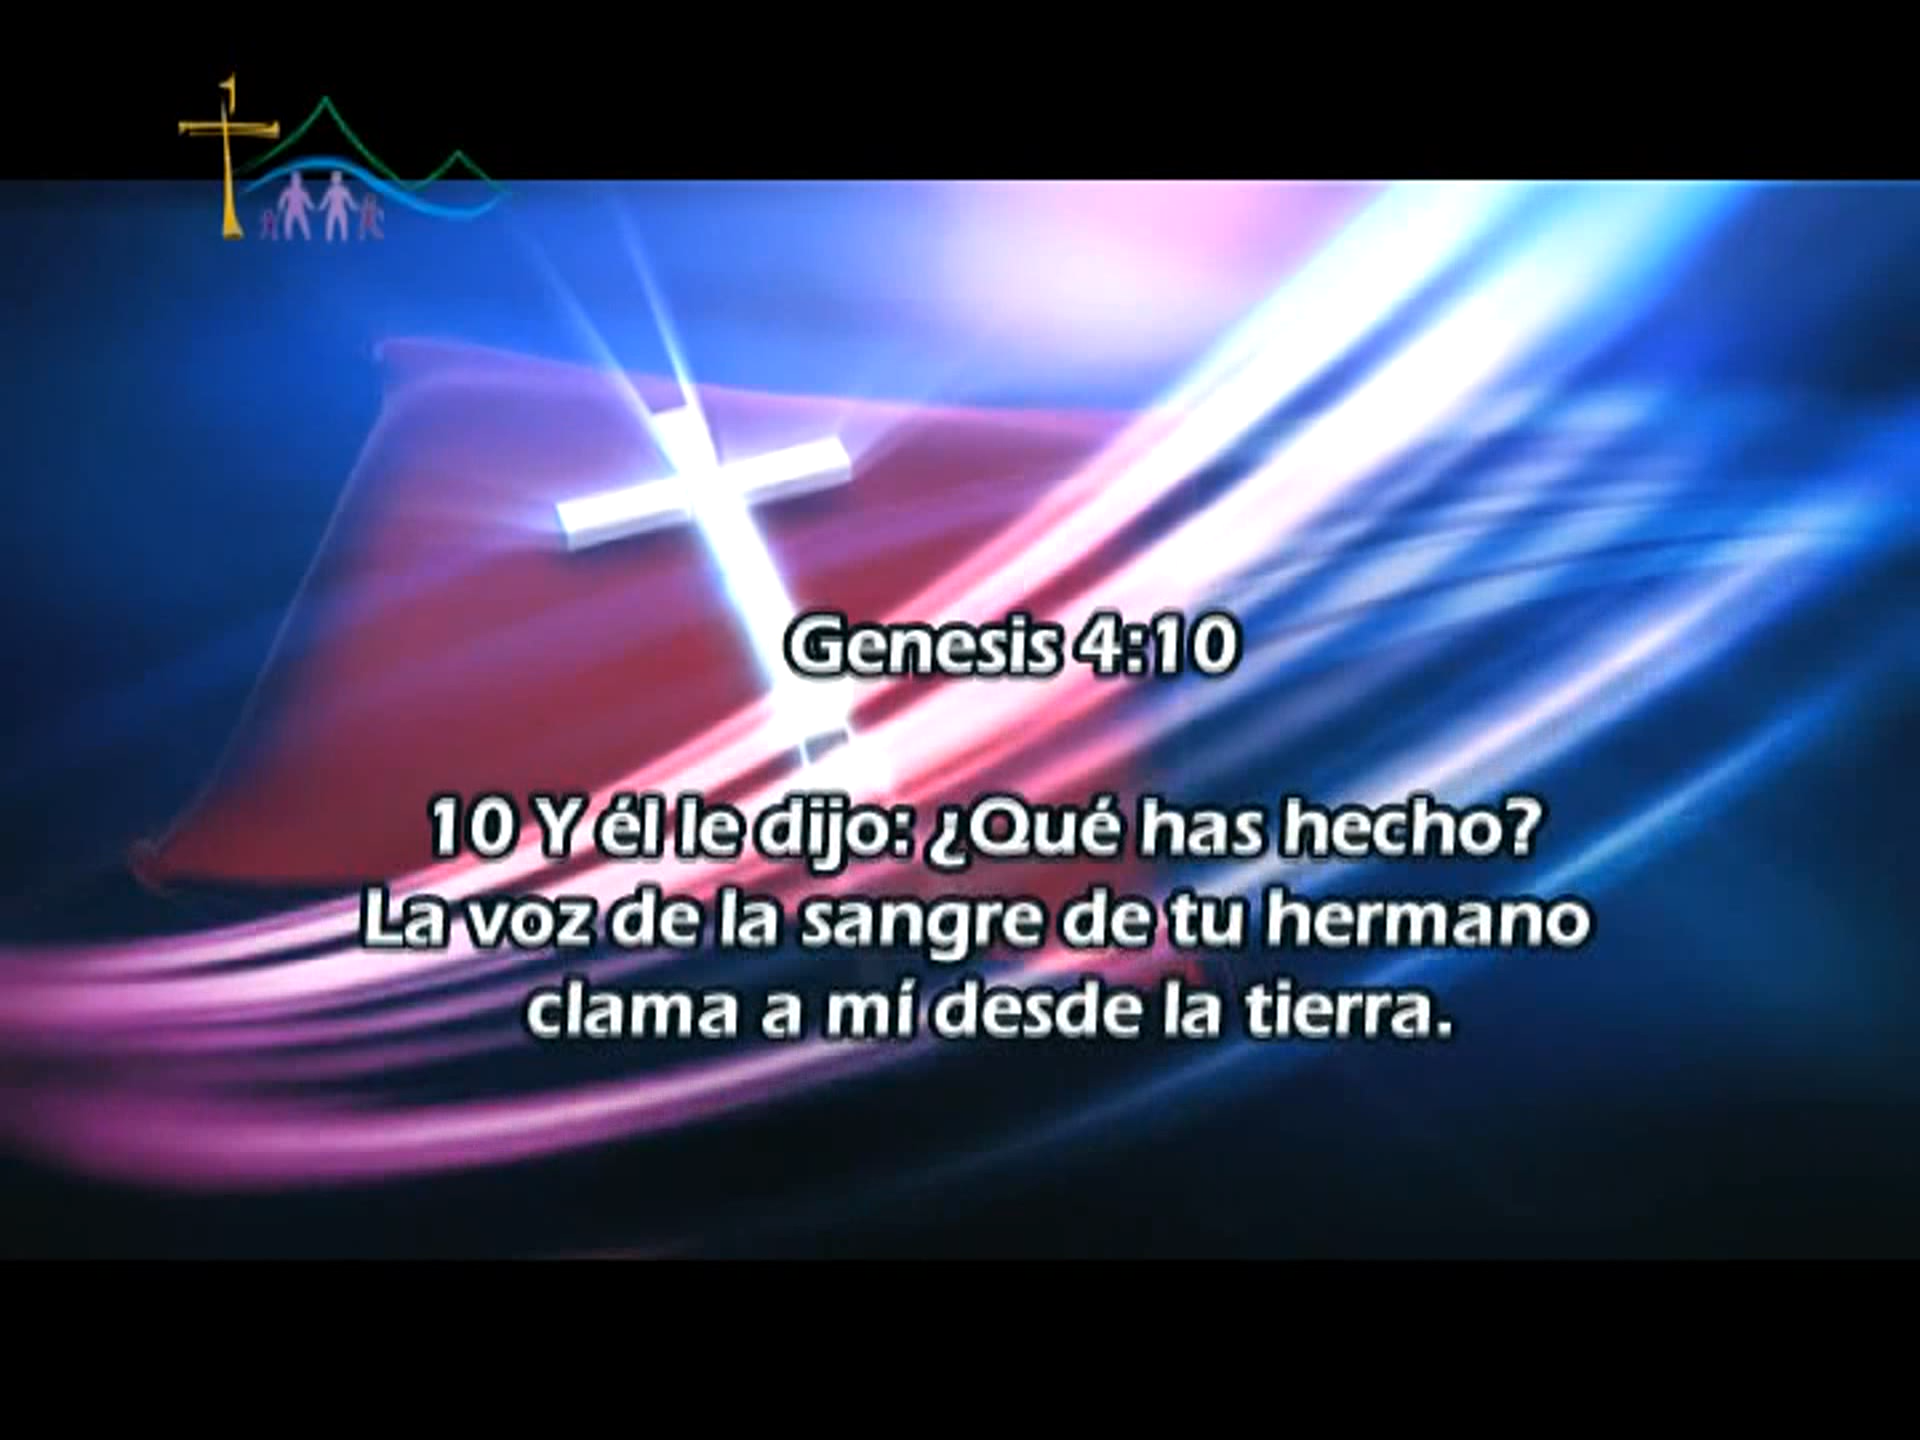 Genesis 4:10
10 Y él le dijo: ¿Qué has hecho?
La voz de la sangre de tu hermano
clama a mí desde la tierra.